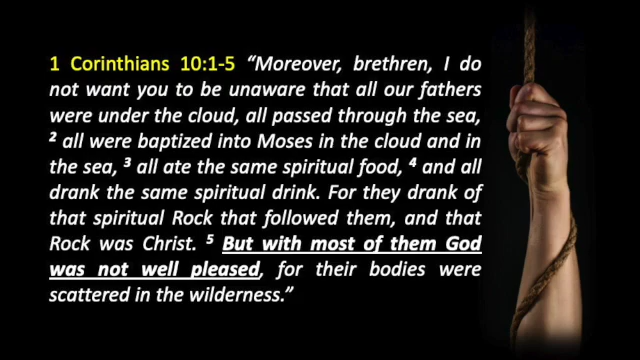 1 Corinthians 10:1-5 “Moreover, brethren, I do
not want you to be unaware that all our fathers
were under the cloud, all passed through the sea,
² all were baptized into Moses in the cloud and in
the sea, ³ all ate the same spiritual food, ⁴ and all
drank the same spiritual drink. For they drank of
that spiritual Rock that followed them, and that
Rock was Christ. ⁵ But with most of them God
was not well pleased, for their bodies were
scattered in the wilderness.”